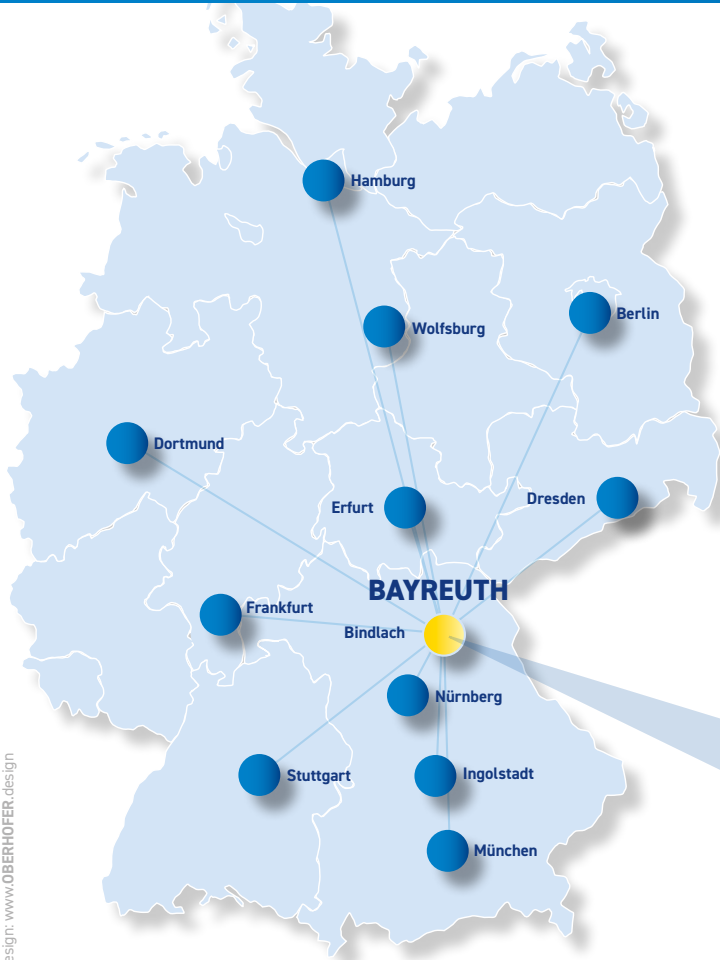 Hamburg
Wolfsburg
Berlin
Dortmund
Erfurt
Dresden
BAYREUTH
Frankfurt
Bindlach
Nürnberg
Stuttgart
Ingolstadt
München
esign: www.OBERHOFER.design